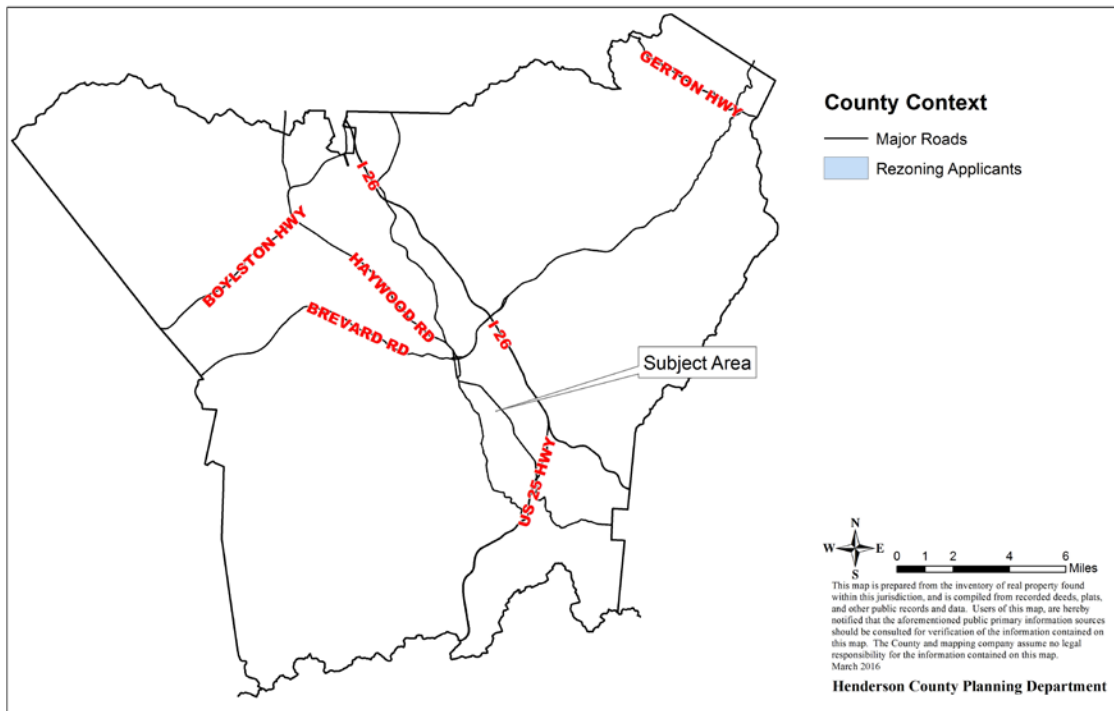 GERTON HWY
County Context
Major Roads
Rezoning Applicants
I 26
BOYLSTON HWY
HAYWOOD RD
BREVARD RD
I 26
Subject Area
US 25 HWY
N
W E
S
0 1 2 4 6
Miles
This map is prepared from the inventory of real property found
within this jurisdiction, and is compiled from recorded deeds, plats,
and other public records and data. Users of this map, are hereby
notified that the aforementioned public primary information sources
should be consulted for verification of the information contained on
this map. The County and mapping company assume no legal
responsibility for the information contained on this map.
March 2016
Henderson County Planning Department